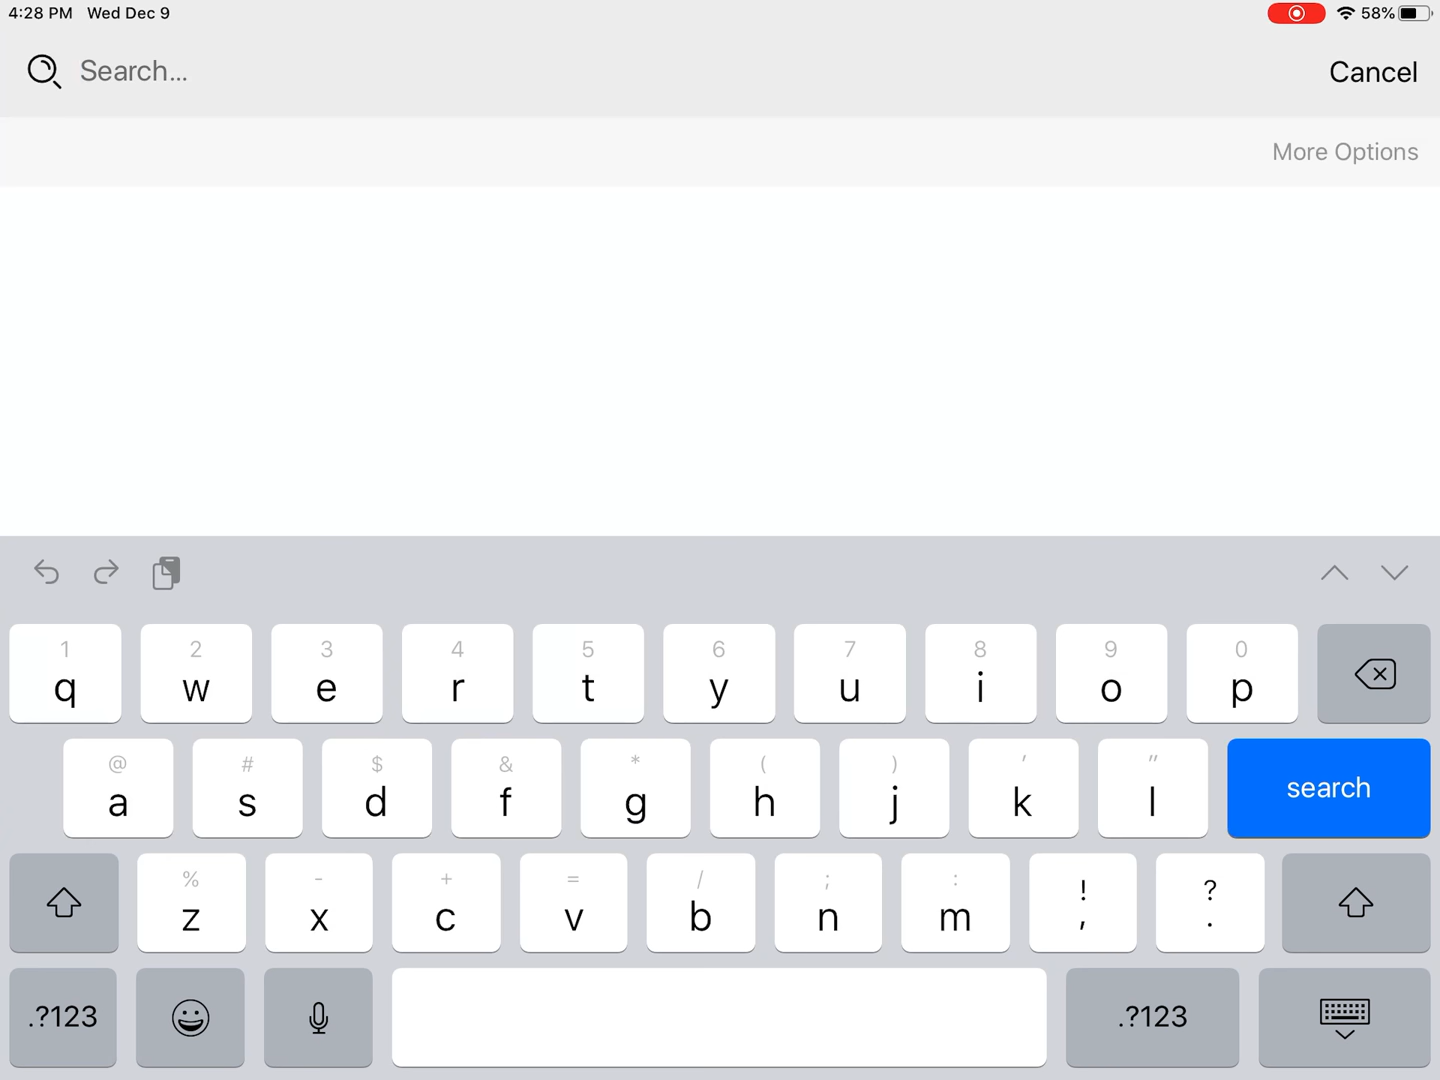 4:28 PM Wed Dec 9 58%
Search... Cancel
More Options
1 2 3 4 5 6 7 8 9 0
q w e r t y u i o p
@ # $ & * ( ) ' "
a s d f g h j k l search
% - + = / ; : ! ?
z x c v b n m , .
.?123 .?123